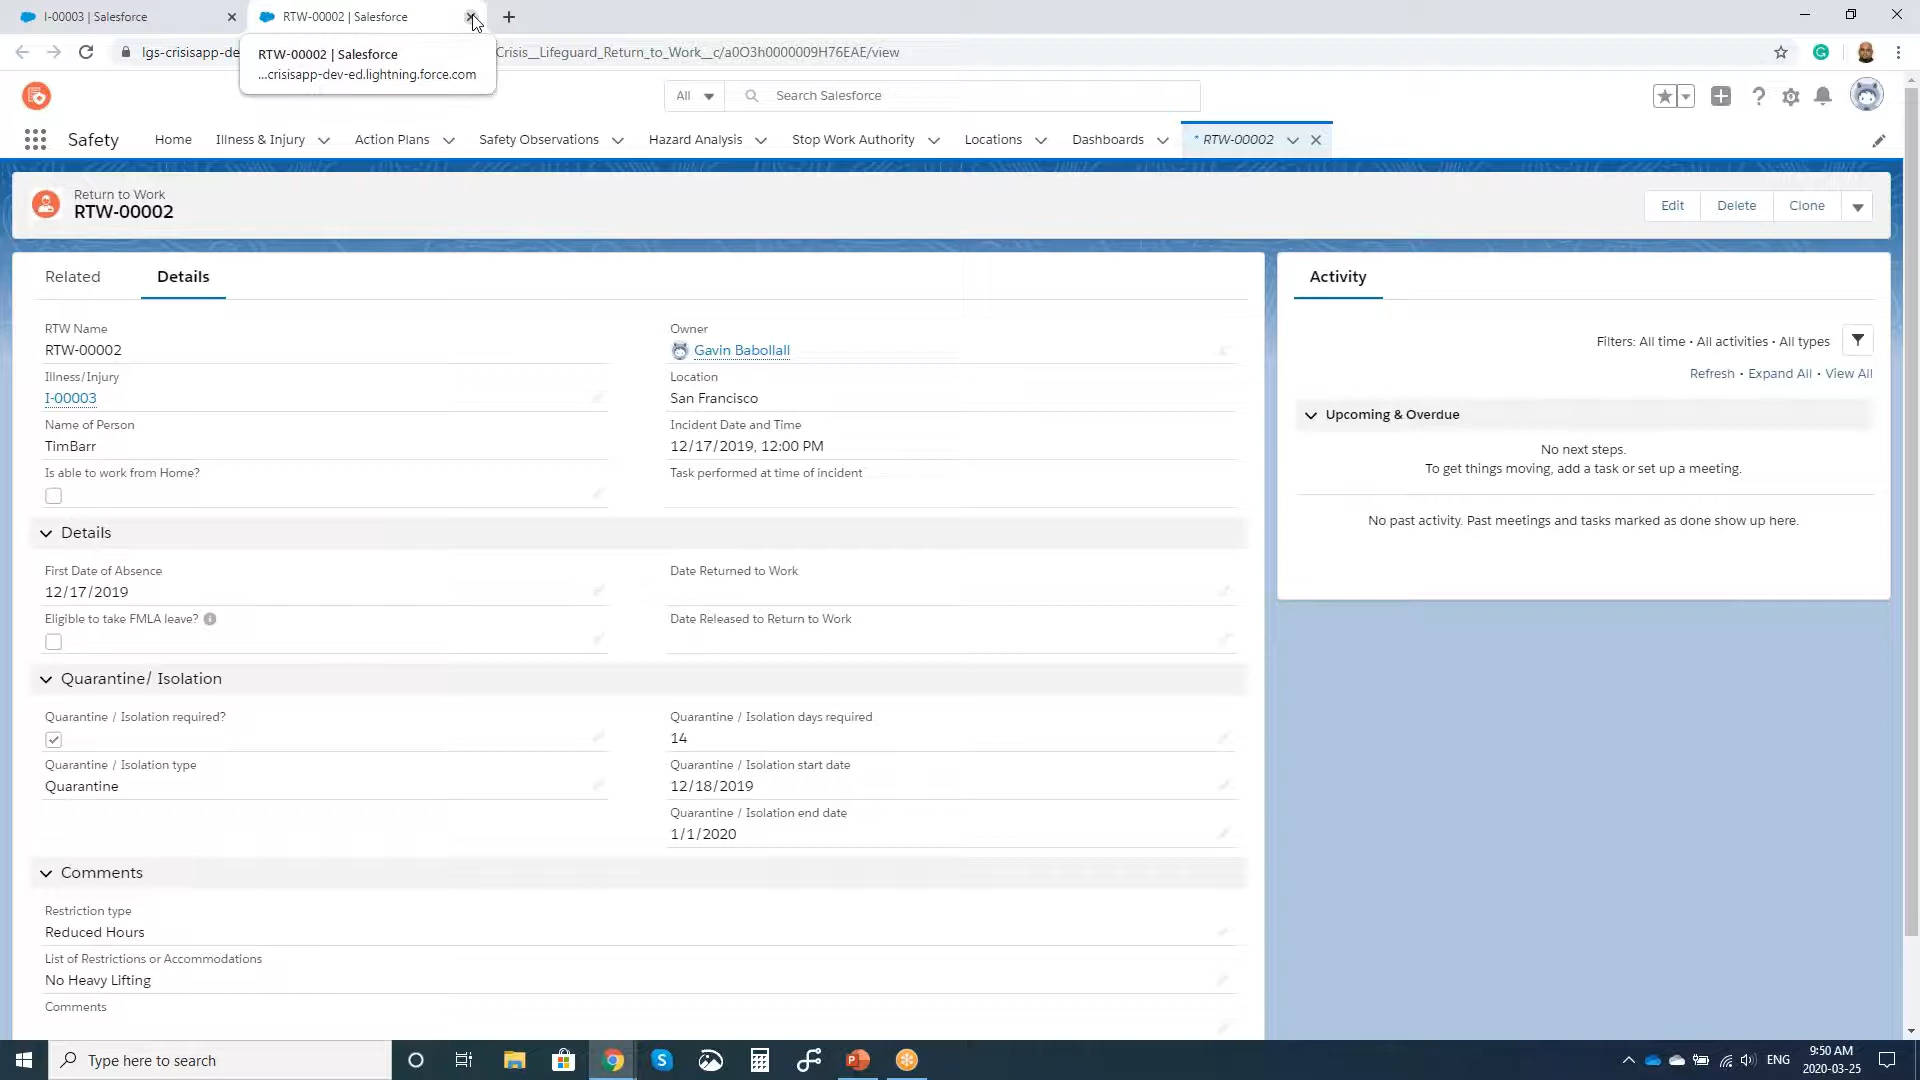 I-00003 | Salesforce
RTW-00002 | Salesforce
lgs-crisisapp-de
Crisis__Lifeguard_Return_to_Work__c/a0O3h0000009H76EAE/view
RTW-00002 | Salesforce
...crisisapp-dev-ed.lightning.force.com
All
Search Salesforce
Safety
Home
Illness & Injury
Action Plans
Safety Observations
Hazard Analysis
Stop Work Authority
Locations
Dashboards
* RTW-00002
Return to Work
RTW-00002
Edit
Delete
Clone
Related
Details
RTW Name
RTW-00002
Owner
Gavin Babollall
Illness/Injury
I-00003
Location
San Francisco
Name of Person
TimBarr
Incident Date and Time
12/17/2019, 12:00 PM
Is able to work from Home?
Task performed at time of incident
Details
First Date of Absence
12/17/2019
Date Returned to Work
Eligible to take FMLA leave?
Date Released to Return to Work
Quarantine/ Isolation
Quarantine / Isolation required?
Quarantine / Isolation days required
14
Quarantine / Isolation type
Quarantine
Quarantine / Isolation start date
12/18/2019
Quarantine / Isolation end date
1/1/2020
Comments
Restriction type
Reduced Hours
List of Restrictions or Accommodations
No Heavy Lifting
Comments
Activity
Filters: All time • All activities • All types
Refresh • Expand All • View All
Upcoming & Overdue
No next steps.
To get things moving, add a task or set up a meeting.
No past activity. Past meetings and tasks marked as done show up here.
Type here to search
ENG
9:50 AM
2020-03-25